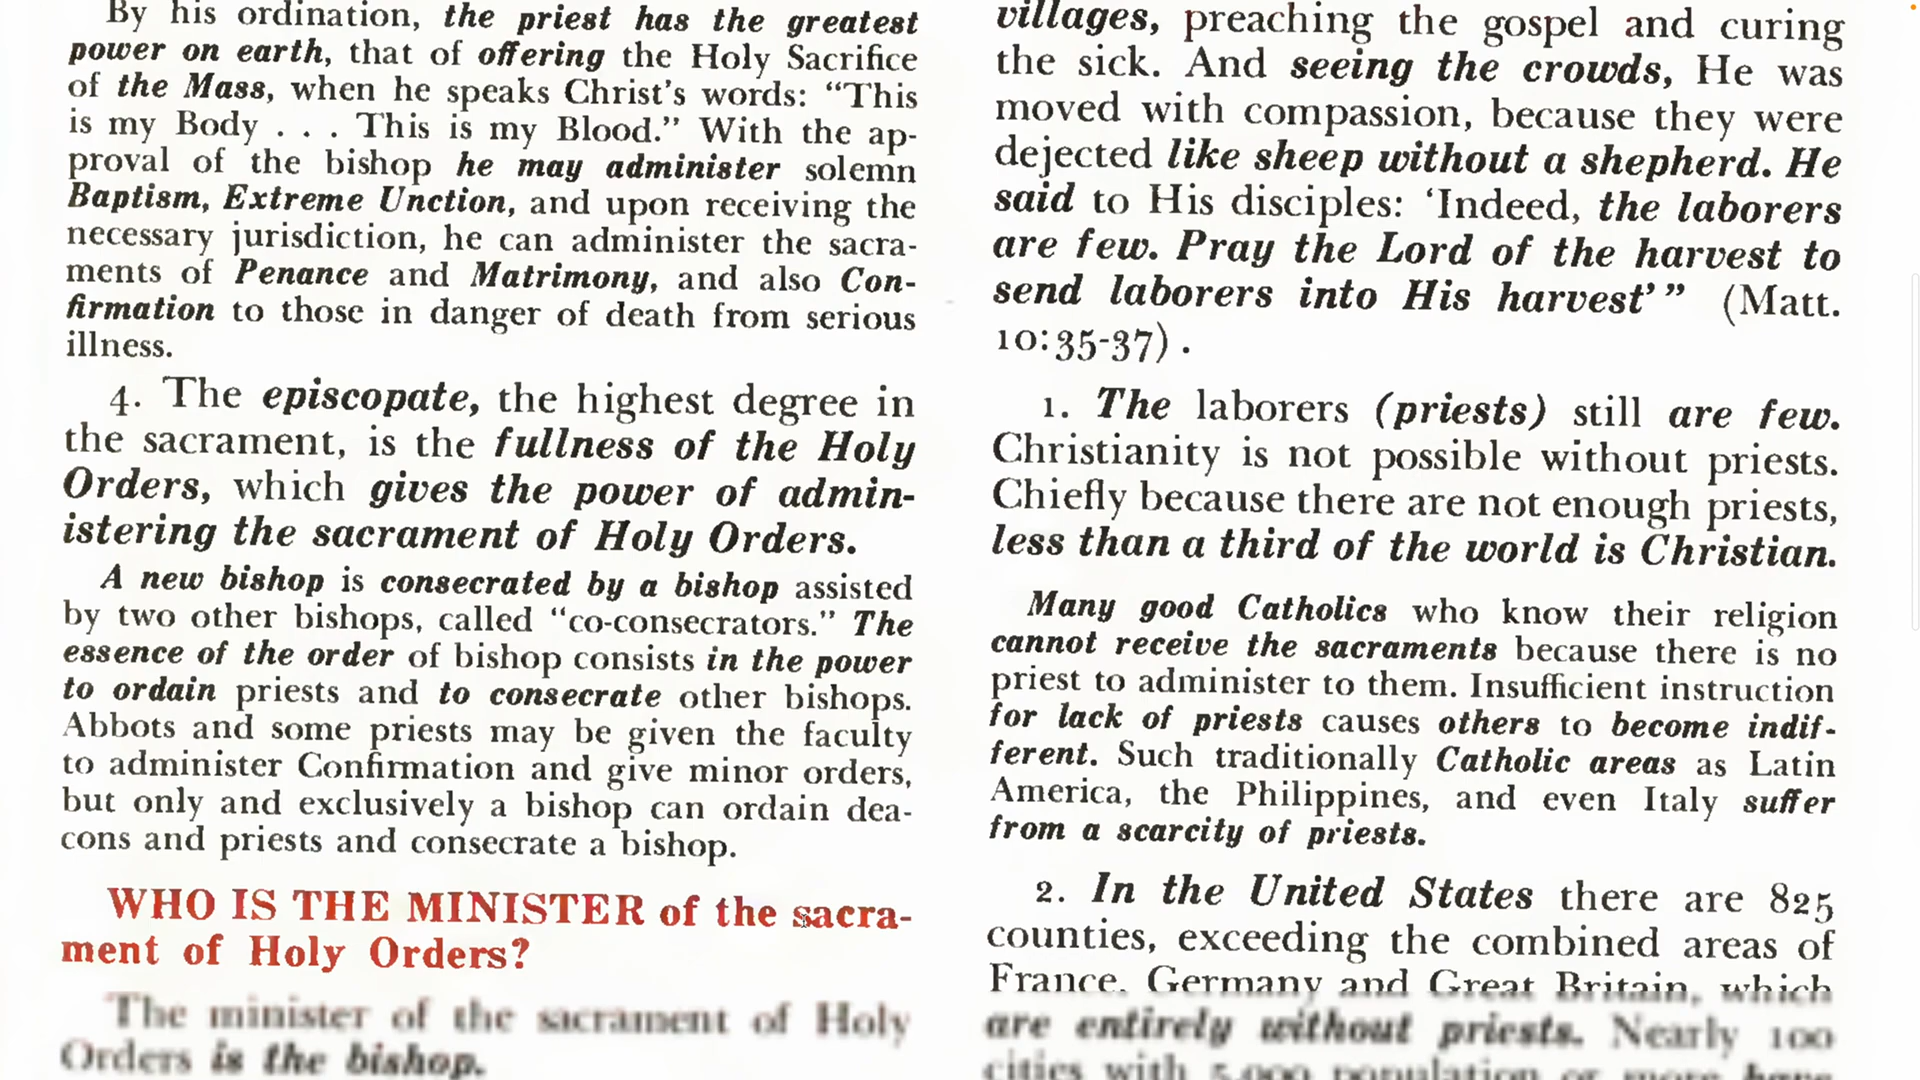 By his ordination, the priest has the greatest
power on earth, that of offering the Holy Sacrifice
of the Mass, when he speaks Christ's words: “This
is my Body . . . This is my Blood.” With the ap-
proval of the bishop he may administer solemn
Baptism, Extreme Unction, and upon receiving the
necessary jurisdiction, he can administer the sacra-
ments of Penance and Matrimony, and also Con-
firmation to those in danger of death from serious
illness.
4. The episcopate, the highest degree in
the sacrament, is the fullness of the Holy
Orders, which gives the power of admin-
istering the sacrament of Holy Orders.
A new bishop is consecrated by a bishop assisted
by two other bishops, called “co-consecrators.” The
essence of the order of bishop consists in the power
to ordain priests and to consecrate other bishops.
Abbots and some priests may be given the faculty
to administer Confirmation and give minor orders,
but only and exclusively a bishop can ordain dea-
cons and priests and consecrate a bishop.
WHO IS THE MINISTER of the sacra-
ment of Holy Orders?
The minister of the sacrament of Holy
Orders is the bishop.
villages, preaching the gospel and curing
the sick. And seeing the crowds, He was
moved with compassion, because they were
dejected like sheep without a shepherd. He
said to His disciples: ‘Indeed, the laborers
are few. Pray the Lord of the harvest to
send laborers into His harvest’” (Matt.
10:35-37) .
1. The laborers (priests) still are few.
Christianity is not possible without priests.
Chiefly because there are not enough priests,
less than a third of the world is Christian.
Many good Catholics who know their religion
cannot receive the sacraments because there is no
priest to administer to them. Insufficient instruction
for lack of priests causes others to become indif-
ferent. Such traditionally Catholic areas as Latin
America, the Philippines, and even Italy suffer
from a scarcity of priests.
2. In the United States there are 825
counties, exceeding the combined areas of
France, Germany and Great Britain, which
are entirely without priests. Nearly 100
cities with 5,000 population or more have